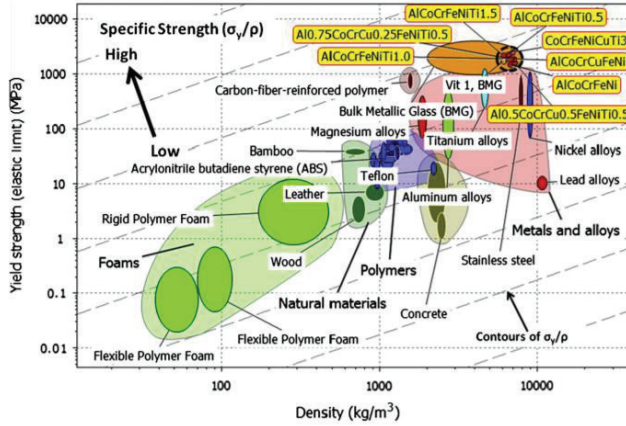 Specific Strength (σy/ρ)
High
Low
AlCoCrFeNiTi1.5
AlCoCrFeNiTi0.5
Al0.75CoCrCu0.25FeNiTi0.5
CoCrFeNiCuTi
AlCoCrFeNiTi1.0
AlCoCrCuFeNi
AlCoCrFeNi
Al0.5CoCrCu0.5FeNiTi0.5
Carbon-fiber-reinforced polymer
Vit 1, BMG
Bulk Metallic Glass (BMG)
Magnesium alloys
Bamboo
Titanium alloys
Nickel alloys
Acrylonitrile butadiene styrene (ABS)
Teflon
Leather
Aluminum alloys
Lead alloys
Rigid Polymer Foam
Metals and alloys
Foams
Wood
Polymers
Stainless steel
Natural materials
Concrete
Flexible Polymer Foam
Flexible Polymer Foam
Contours of σy/ρ
Yield strength (elastic limit) (MPa)
10000
1000
100
10
1
0.1
0.01
100
1000
10000
Density (kg/m3)